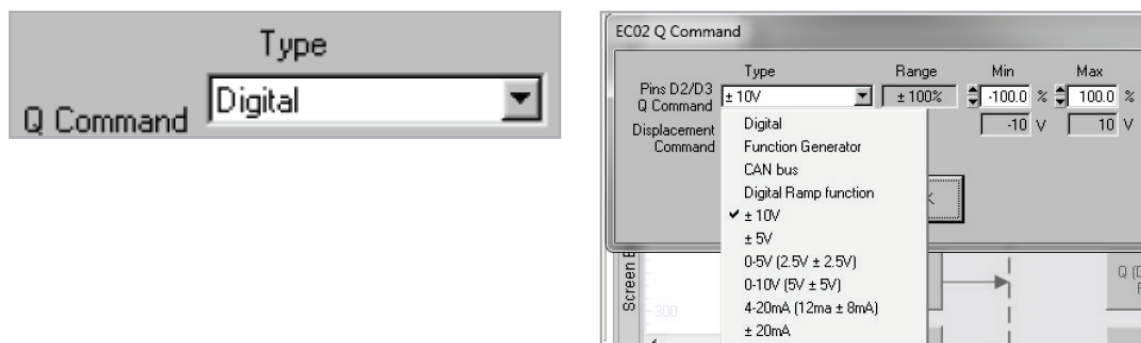 Type
Q Command Digital
EC02 Q Command
Type Range Min Max
Pins D2/D3
Q Command ± 10V ± 100% -100.0 % 100.0 %
Displacement
Command -10 V 10 V
Digital
Function Generator
CAN bus
Digital Ramp function
± 10V
± 5V
0-5V (2.5V ± 2.5V)
0-10V (5V ± 5V)
4-20mA (12ma ± 8mA)
± 20mA
Screen
-300
Q (D